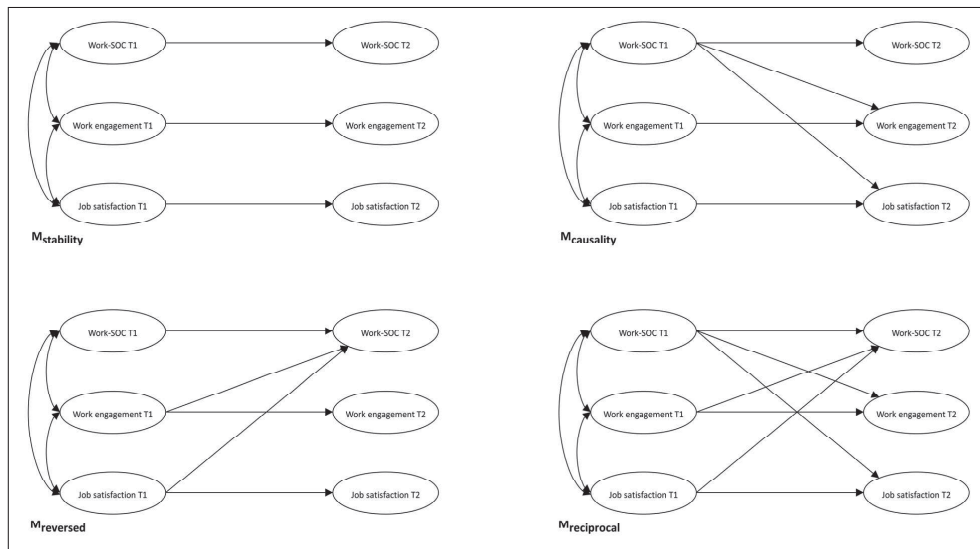 Work-SOC T1
Work-SOC T2
Work engagement T1
Work engagement T2
Job satisfaction T1
Job satisfaction T2
Mstability
Work-SOC T1
Work-SOC T2
Work engagement T1
Work engagement T2
Job satisfaction T1
Job satisfaction T2
Mcausality
Work-SOC T1
Work-SOC T2
Work engagement T1
Work engagement T2
Job satisfaction T1
Job satisfaction T2
Mreversed
Work-SOC T1
Work-SOC T2
Work engagement T1
Work engagement T2
Job satisfaction T1
Job satisfaction T2
Mreciprocal